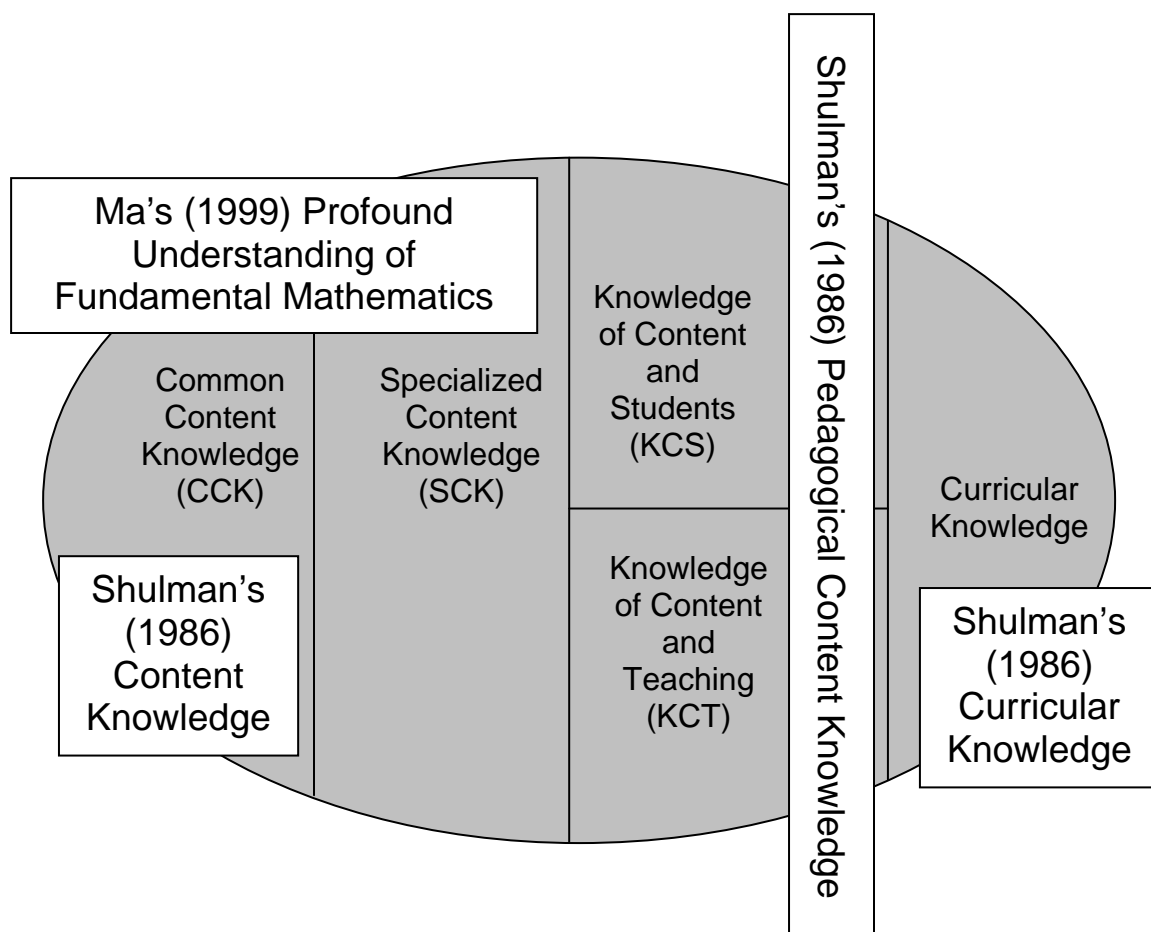 Ma’s (1999) Profound
Understanding of
Fundamental Mathematics
Common
Content
Knowledge
(CCK)
Specialized
Content
Knowledge
(SCK)
Knowledge
of Content
and
Students
(KCS)
Knowledge
of Content
and
Teaching
(KCT)
Shulman’s (1986) Pedagogical Content Knowledge
Curricular
Knowledge
Shulman’s
(1986)
Content
Knowledge
Shulman’s
(1986)
Curricular
Knowledge